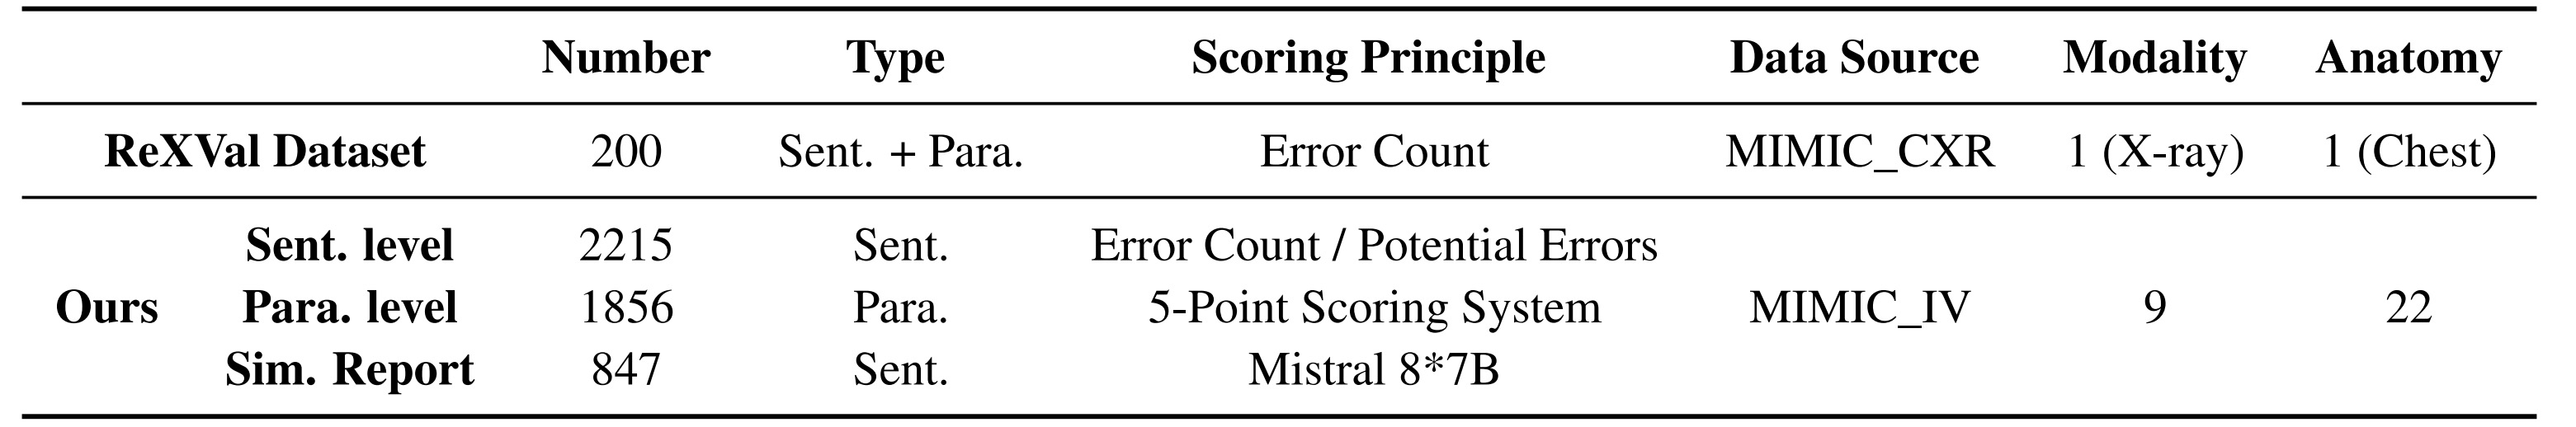 Number Type Scoring Principle Data Source Modality Anatomy
ReXVal Dataset 200 Sent. + Para. Error Count MIMIC_CXR 1 (X-ray) 1 (Chest)
Sent. level 2215 Sent. Error Count / Potential Errors
Ours Para. level 1856 Para. 5-Point Scoring System MIMIC_IV 9 22
Sim. Report 847 Sent. Mistral 8*7B